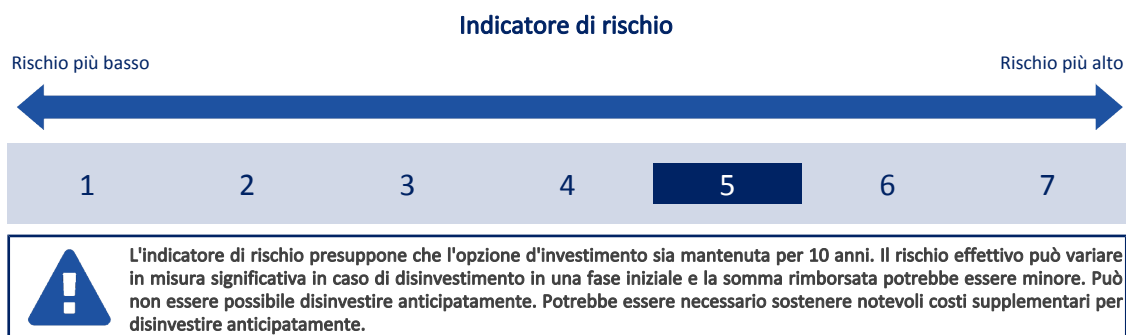 Indicatore di rischio
Rischio più basso
Rischio più alto
1 2 3 4 5 6 7
L'indicatore di rischio presuppone che l'opzione d'investimento sia mantenuta per 10 anni. Il rischio effettivo può variare
in misura significativa in caso di disinvestimento in una fase iniziale e la somma rimborsata potrebbe essere minore. Può
non essere possibile disinvestire anticipatamente. Potrebbe essere necessario sostenere notevoli costi supplementari per
disinvestire anticipatamente.